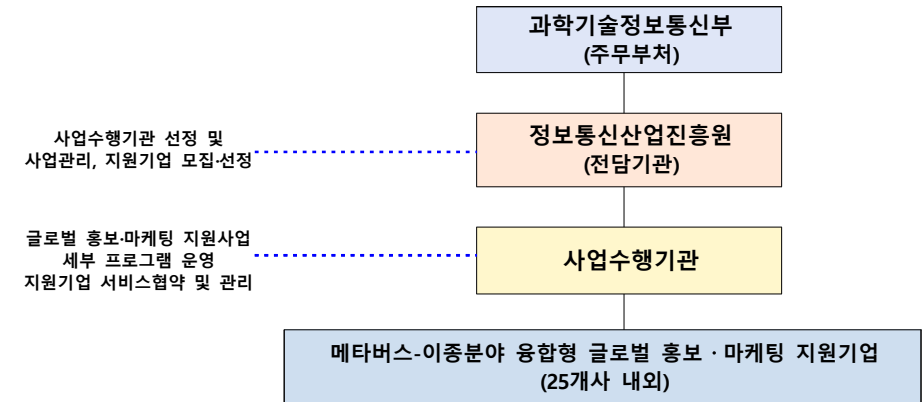 과학기술정보통신부
(주무부처)
사업수행기관 선정 및
사업관리, 지원기업 모집·선정
정보통신산업진흥원
(전담기관)
글로벌 홍보·마케팅 지원사업
세부 프로그램 운영
지원기업 서비스협약 및 관리
사업수행기관
메타버스-이종분야 융합형 글로벌 홍보 · 마케팅 지원기업
(25개사 내외)